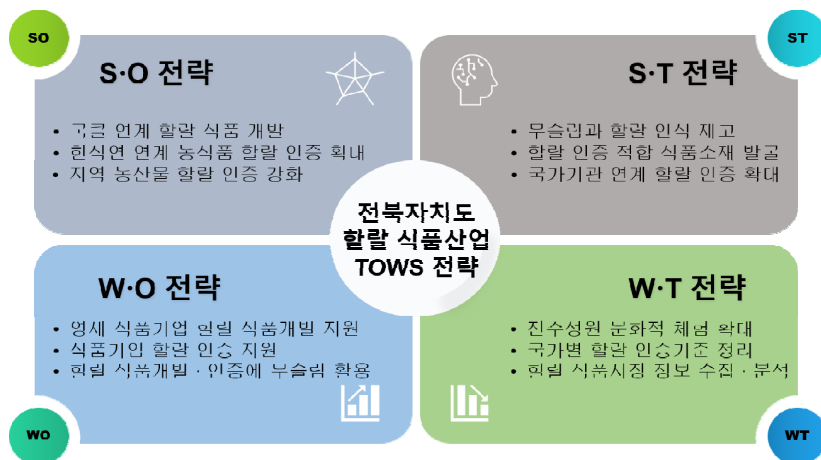 SO
ST
S·O 전략
• 국클 연계 할랄 식품 개발
• 한식연 연계 농식품 할랄 인증 확대
• 지역 농산물 할랄 인증 강화
S·T 전략
• 무슬림과 할랄 인식 제고
• 할랄 인증 적합 식품소재 발굴
• 국가기관 연계 할랄 인증 확대
전북자치도
할랄 식품산업
TOWS 전략
W·O 전략
• 영세 식품기업 할랄 식품개발 지원
• 식품기업 할랄 인증 지원
• 할랄 식품개발 · 인증에 무슬림 활용
W·T 전략
• 문화적 체험 확대
• 국가별 할랄 인증기준 정리
• 할랄 식품시장 정보 수집 · 분석
WO
WT